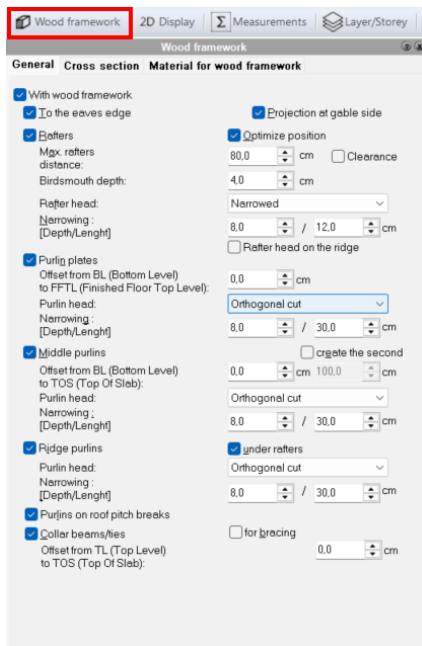 Wood framework 2D Display Σ Measurements Layer/Storey
Wood framework
General Cross section Material for wood framework
With wood framework
To the eaves edge Projection at gable side
Rafters Optimize position
Max. rafters
distance: 80,0 cm Clearance
Birdsmouth depth: 4,0 cm
Rafter head: Narrowed
Narrowing :
[Depth/Lenght] 8,0 / 12,0 cm
Rafter head on the ridge
Purlin plates
Offset from BL (Bottom Level)
to FFTL (Finished Floor Top Level): 0,0 cm
Purlin head: Orthogonal cut
Narrowing :
[Depth/Lenght] 8,0 / 30,0 cm
Middle purlins create the second
Offset from BL (Bottom Level)
to TOS (Top Of Slab): 0,0 cm 100,0 cm
Purlin head: Orthogonal cut
Narrowing :
[Depth/Lenght] 8,0 / 30,0 cm
Ridge purlins under rafters
Purlin head: Orthogonal cut
Narrowing :
[Depth/Lenght] 8,0 / 30,0 cm
Purlins on roof pitch breaks
Collar beams/ties for bracing
Offset from TL (Top Level)
to TOS (Top Of Slab): 0,0 cm